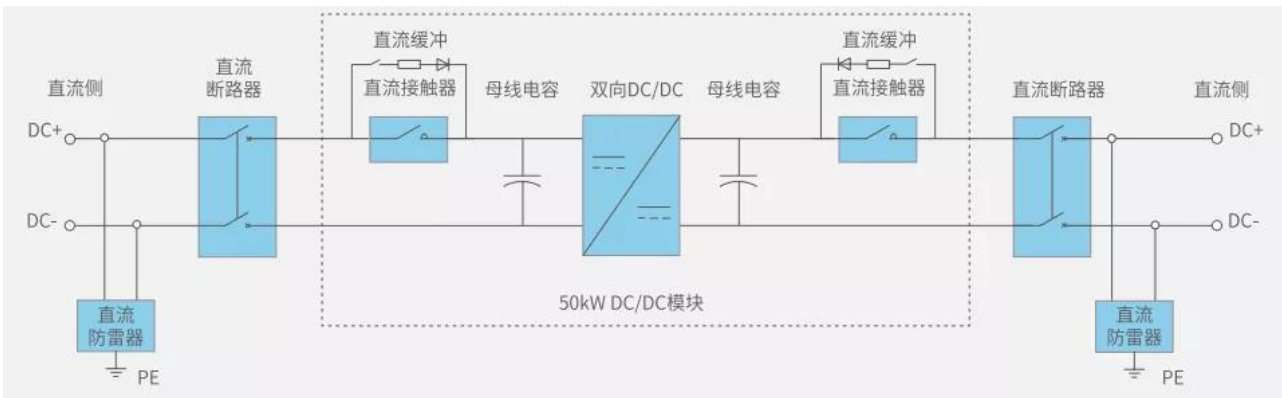 直流缓冲
直流缓冲
直流侧
直流
断路器
直流接触器
母线电容
双向DC/DC
母线电容
直流接触器
直流断路器
直流侧
DC+
DC+
DC-
DC-
50kW DC/DC模块
直流
防雷器
直流
防雷器
PE
PE